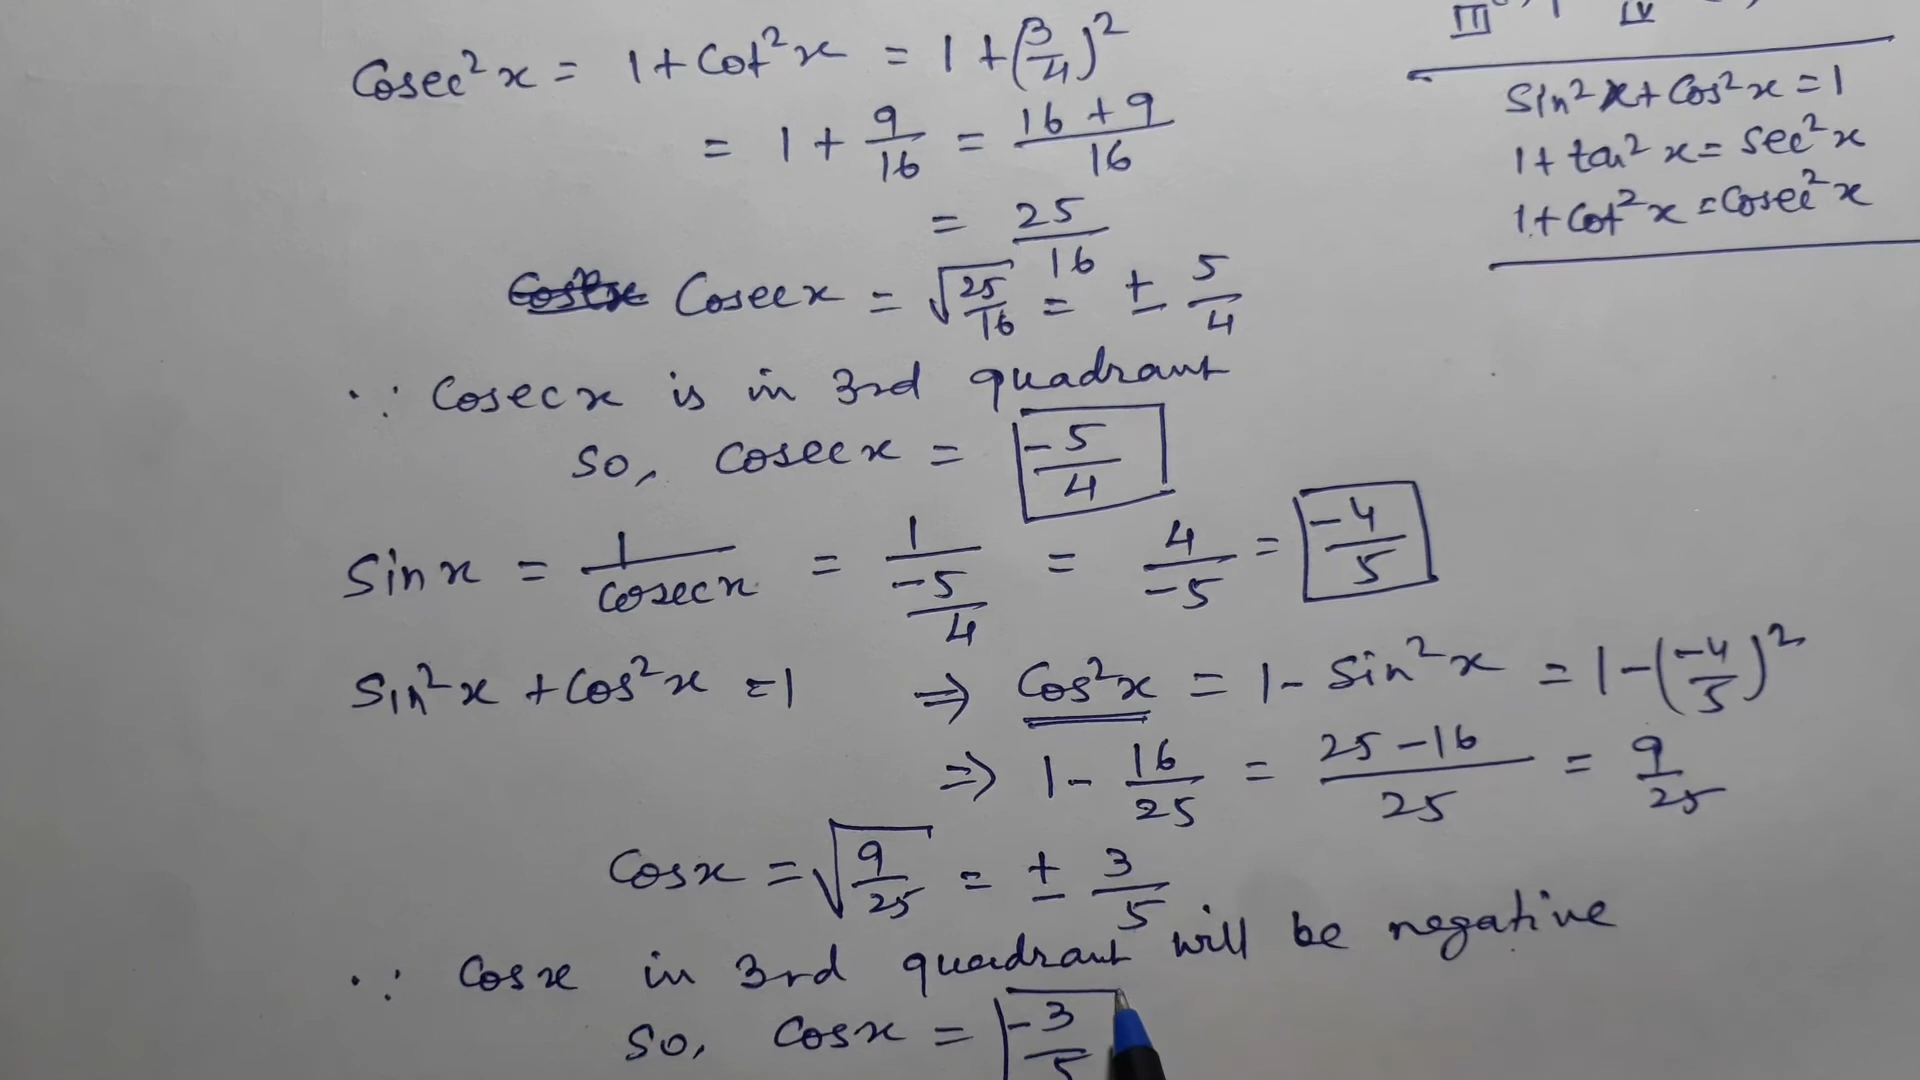 III IV
Sin²x + Cos²x = 1
1 + tan²x = Sec²x
1 + Cot²x = Cosec²x
Cosec²x = 1 + Cot²x = 1 + (3/4)²
= 1 + 9/16 = (16 + 9)/16
= 25/16
Cosecx = √(25/16) = ± 5/4
∵ Cosecx is in 3rd quadrant
So, Cosecx = -5/4
Sinx = 1/Cosecx = 1/(-5/4) = 4/-5 = -4/5
Sin²x + Cos²x = 1 ⇒ Cos²x = 1 - Sin²x = 1 - (-4/5)²
⇒ 1 - 16/25 = (25 - 16)/25 = 9/25
Cosx = √(9/25) = ± 3/5
∵ Cosx in 3rd quadrant will be negative
So, Cosx = -3/5